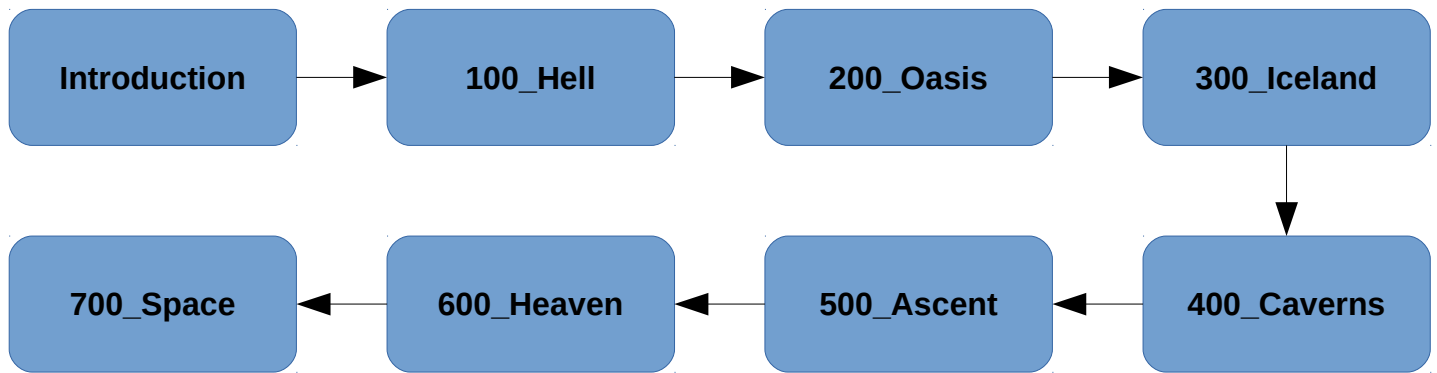 Introduction
100_Hell
200_Oasis
300_Iceland
400_Caverns
500_Ascent
600_Heaven
700_Space